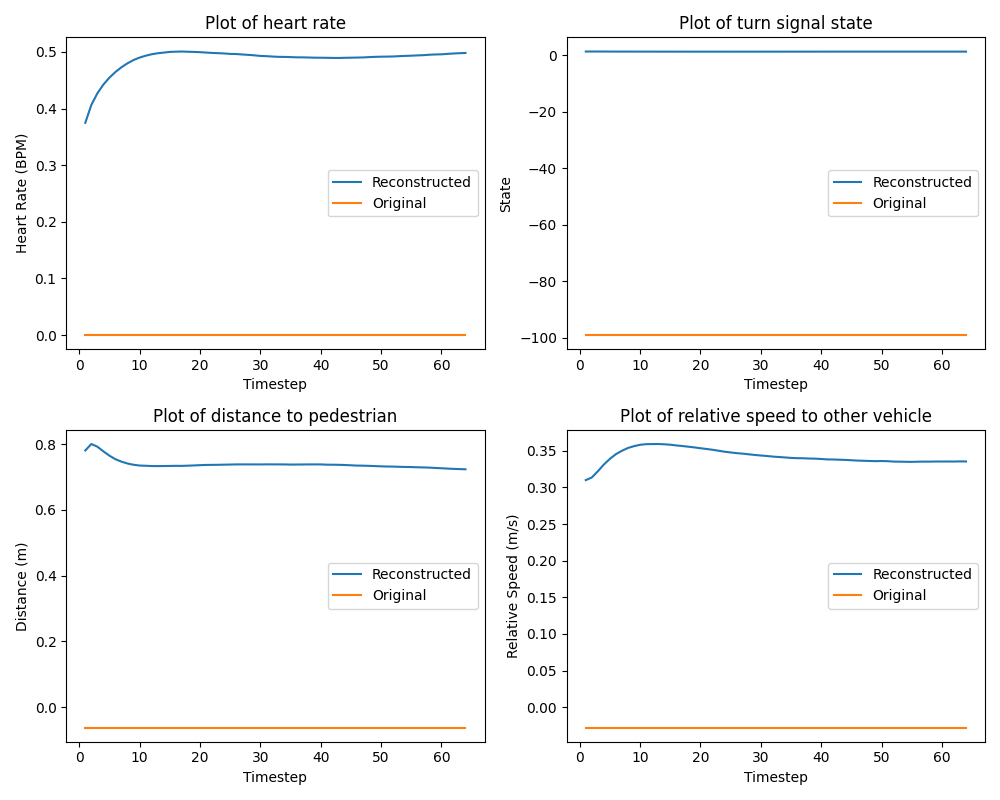 Plot of heart rate
Heart Rate (BPM)
0.5
0.4
0.3
0.2
0.1
0.0
Reconstructed
Original
0 10 20 30 40 50 60
Timestep
Plot of turn signal state
State
0
−20
−40
−60
−80
−100
Reconstructed
Original
0 10 20 30 40 50 60
Timestep
Plot of distance to pedestrian
Distance (m)
0.8
0.6
0.4
0.2
0.0
Reconstructed
Original
0 10 20 30 40 50 60
Timestep
Plot of relative speed to other vehicle
Relative Speed (m/s)
0.35
0.30
0.25
0.20
0.15
0.10
0.05
0.00
Reconstructed
Original
0 10 20 30 40 50 60
Timestep